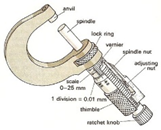 anvil
spindle
lock ring
vernier
spindle nut
adjusting
nut
scale
0–25 mm
1 division = 0.01 mm
thimble
ratchet knob